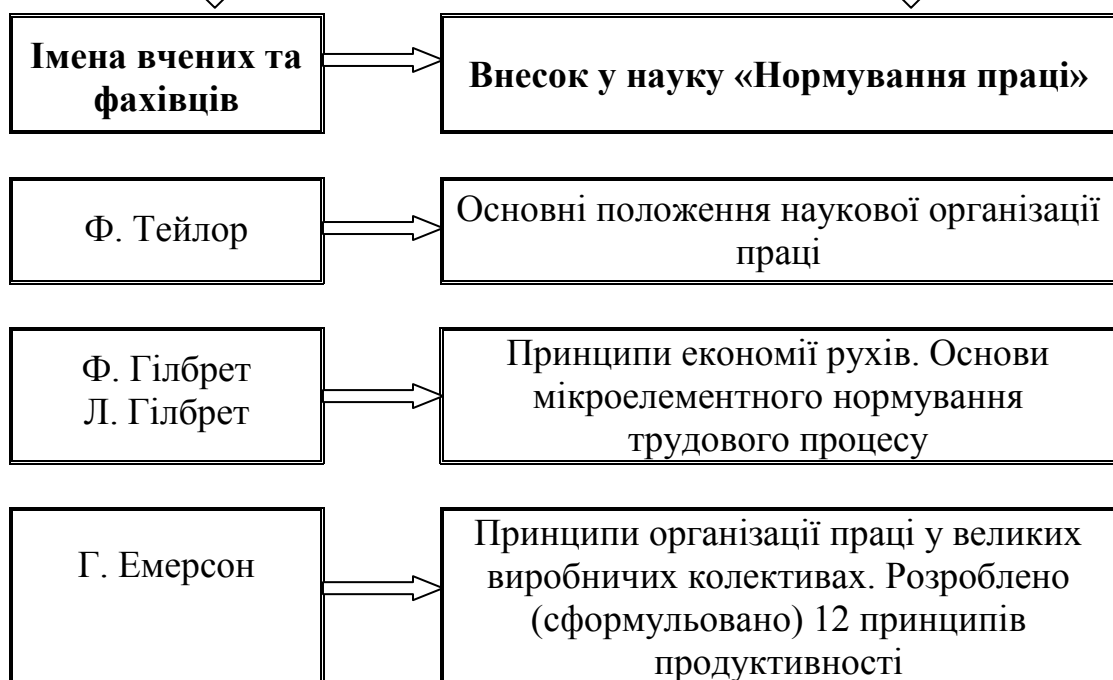 Імена вчених та
фахівців
Внесок у науку «Нормування праці»
Ф. Тейлор
Основні положення наукової організації
праці
Ф. Гілбрет
Л. Гілбрет
Принципи економії рухів. Основи
мікроелементного нормування
трудового процесу
Г. Емерсон
Принципи організації праці у великих
виробничих колективах. Розроблено
(сформульовано) 12 принципів
продуктивності